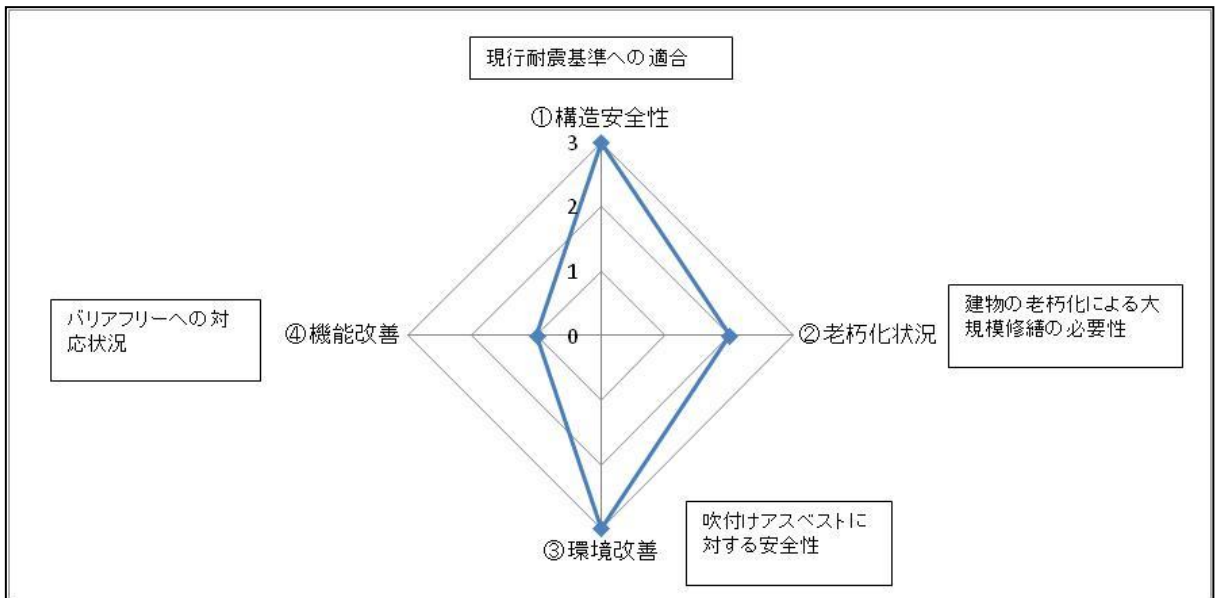 現行耐震基準への適合
①構造安全性
3
2
1
0
建物の老朽化による大
規模修繕の必要性
②老朽化状況
バリアフリーへの対
応状況
④機能改善
吹付けアスベストに
対する安全性
③環境改善